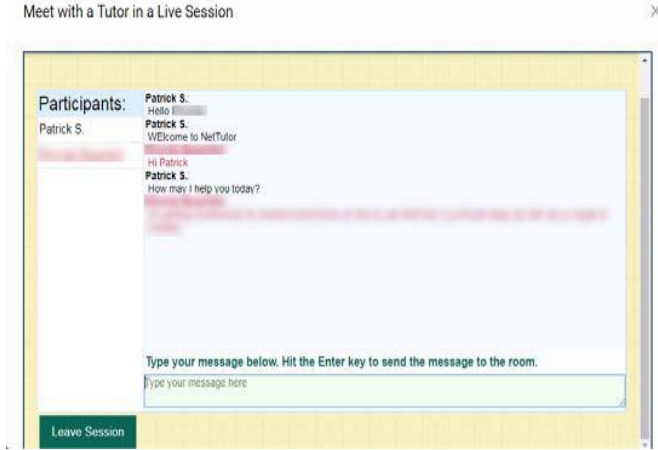 Meet with a Tutor in a Live Session
X
Participants:
Patrick S.
Patrick S.
Hello
Patrick S.
WElcome to NetTutor
Hi Patrick
Patrick S.
How may I help you today?
Type your message below. Hit the Enter key to send the message to the room.
Type your message here
Leave Session